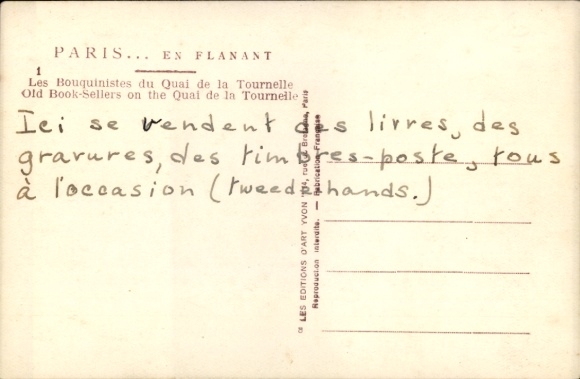 PARIS... EN FLANANT
1
Les Bouquinistes du Quai de la Tournelle
Old Book-Sellers on the Quai de la Tournelle
Ici se vendent des livres, des
gravures, des timbres-poste, tous
à l'occasion (tweede hands.)
LES EDITIONS D'ART YVON
Reproduction interdite. — Fabrication Française